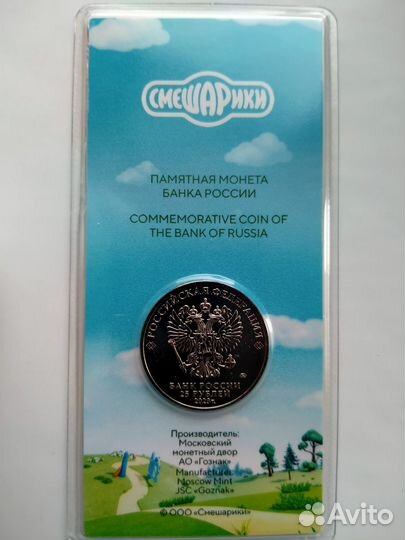 СМЕШАРИКИ
ПАМЯТНАЯ МОНЕТА
БАНКА РОССИИ
COMMEMORATIVE COIN OF
THE BANK OF RUSSIA
РОССИЙСКАЯ ФЕДЕРАЦИЯ
БАНК РОССИИ
25 РУБЛЕЙ
2023 г.
Производитель:
Московский
монетный двор
АО «Гознак»
Manufacturer:
Moscow Mint
JSC «Goznak»
© ООО «Смешарики»
Avito